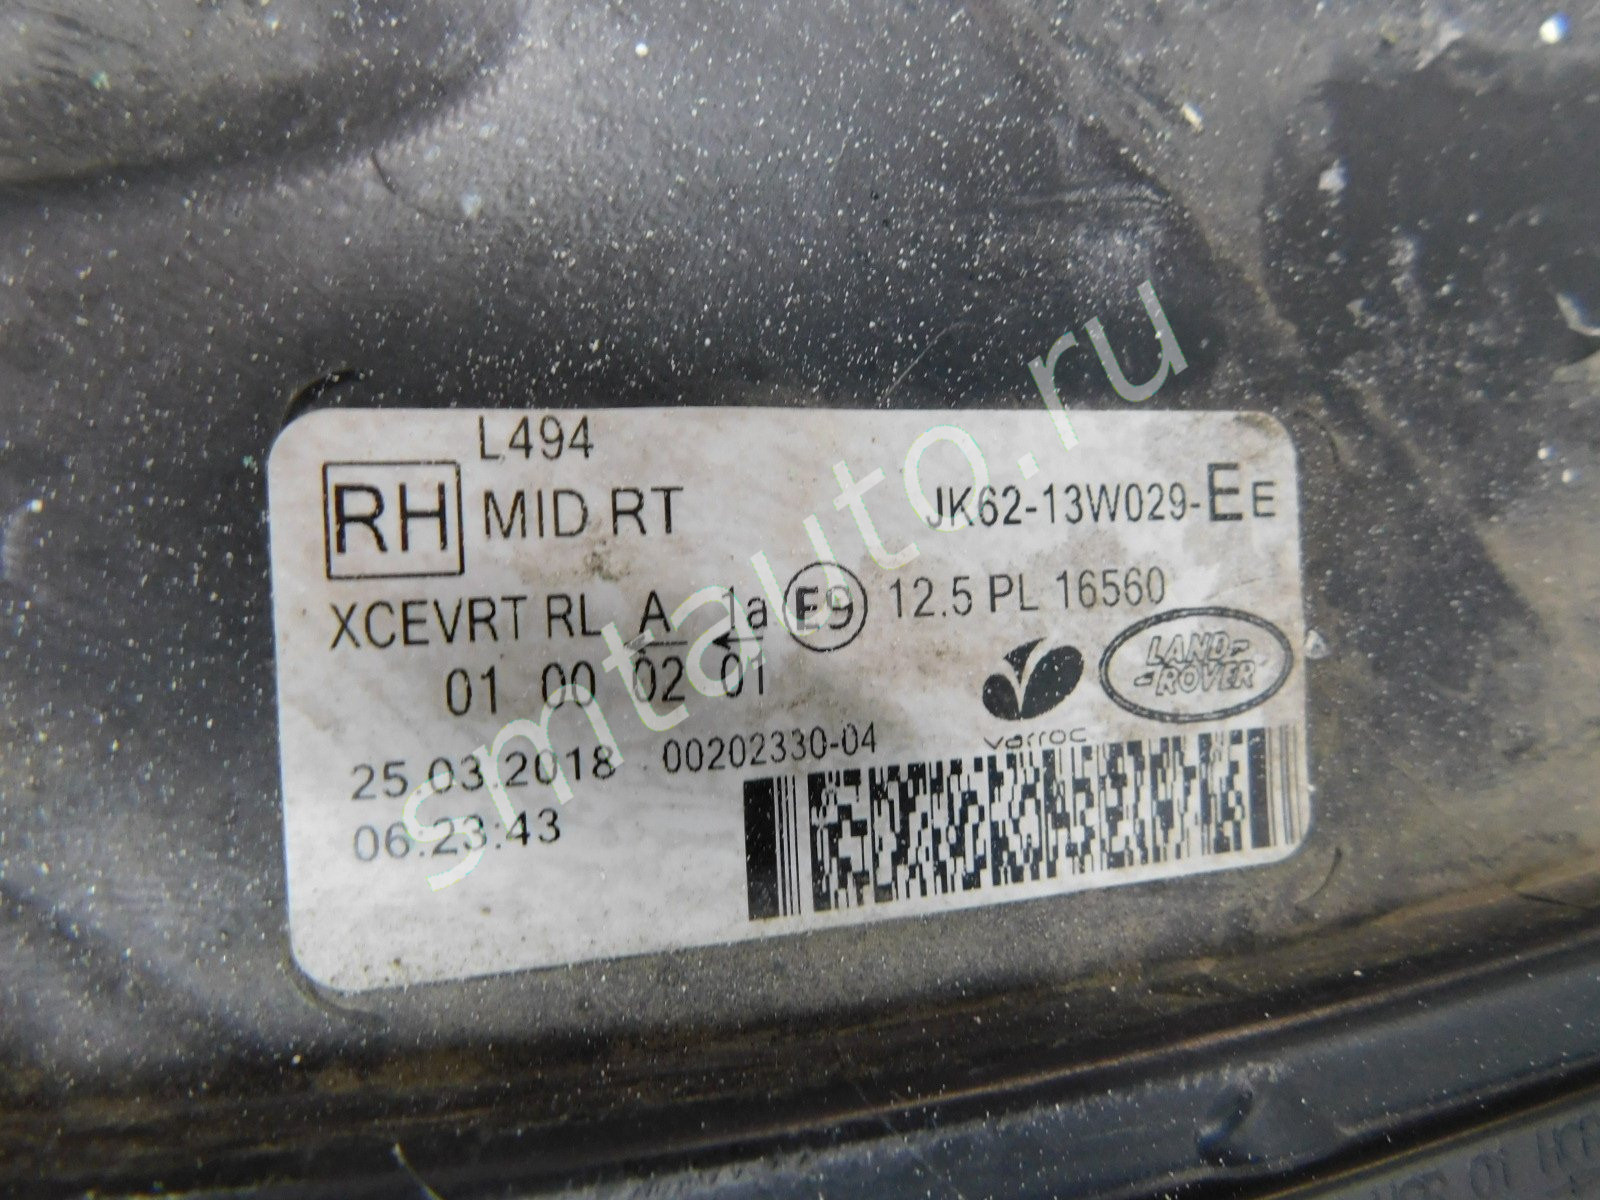 L494
RH MID RT JK62-13W029-EE
XCEVRT RL A 1a E9 12.5 PL 16560
01 00 02 01
LAND-
-ROVER
varroc
25.03.2018 00202330-04
06:23:43
smtauto.ru